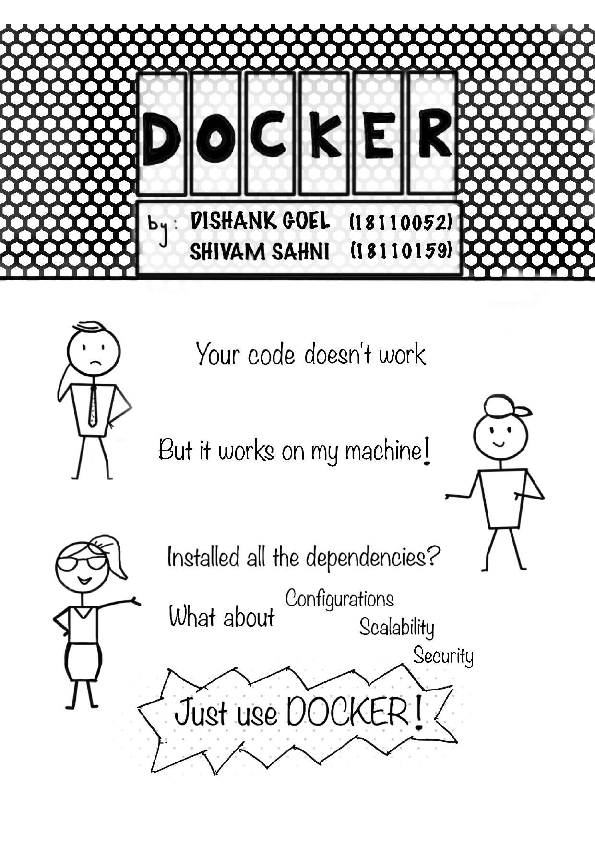 DOCKER
by: DISHANK GOEL (18110052)
SHIVAM SAHNI (18110159)
Your code doesn't work
But it works on my machine!
Installed all the dependencies?
What about Configurations
Scalability
Security
Just use DOCKER!